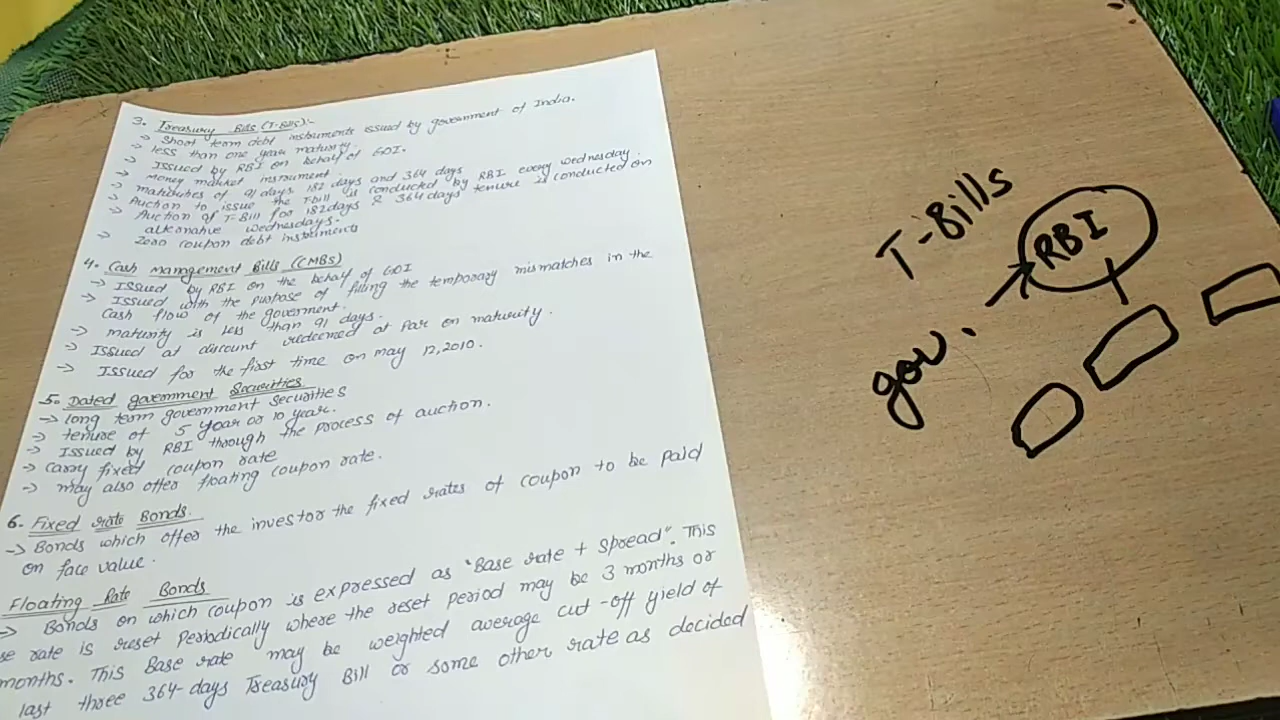 3. Treasury Bills (T-Bills):-
→ Shoot term debt instruments issued by government of India.
→ less than one year maturity.
→ Issued by RBI on behalf of GOI.
→ Money market instrument.
→ maturities of 91 days 182 days and 364 days
→ Auction to issue the T-bill is conducted by RBI every wednesday.
→ Auction of T-Bill for 182days & 364 days tenure is conducted on
alternative wednesdays.
→ Zero coupon debt instruments
4. Cash Management Bills (CMBs)
→ Issued by RBI on the behalf of GOI
→ Issued with the purpose of filling the temporary mismatches in the
Cash flow of the government.
→ maturity is less than 91 days.
→ Issued at discount redeemed at par on maturity.
→ Issued for the first time on may 12, 2010.
5. Dated government Securities
→ long term government securities
→ tenure of 5 year or 10 year.
→ Issued by RBI through the process of auction.
→ Carry fixed coupon rate
→ may also offer floating coupon rate.
6. Fixed rate Bonds
→ Bonds which offer the investor the fixed rates of coupon to be paid
on face value.
Floating Rate Bonds
→ Bonds on which coupon is expressed as "Base rate + spread". This
se rate is reset periodically where the reset period may be 3 months or
months. This Base rate may be weighted average cut-off yield of
last three 364-days Treasury Bill or some other rate as decided
T-Bills
RBI
gov.